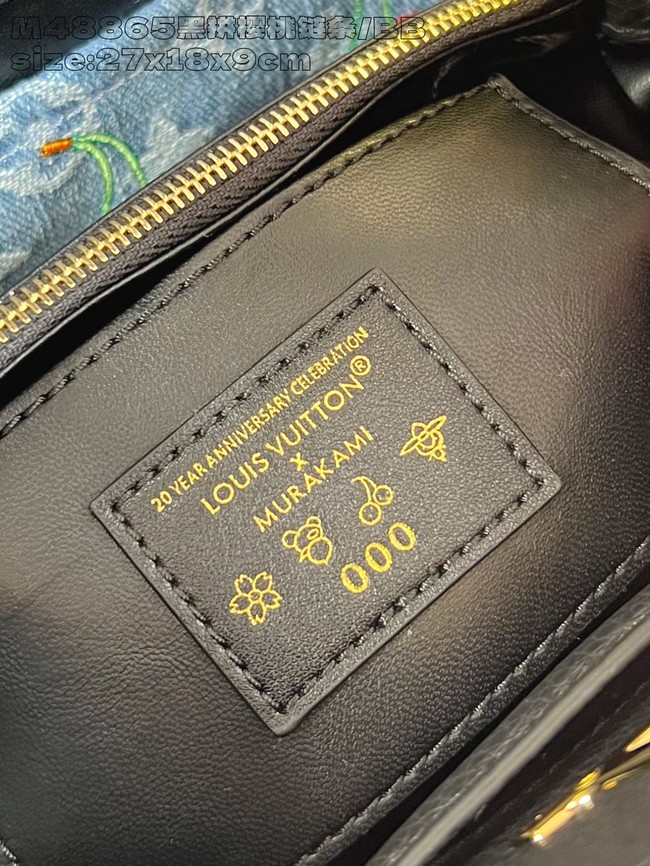 M48865黑树樱桃链条/BB
size:27x18x9cm
20 YEAR ANNIVERSARY CELEBRATION
LOUIS VUITTON®
x
MURAKAMI
000